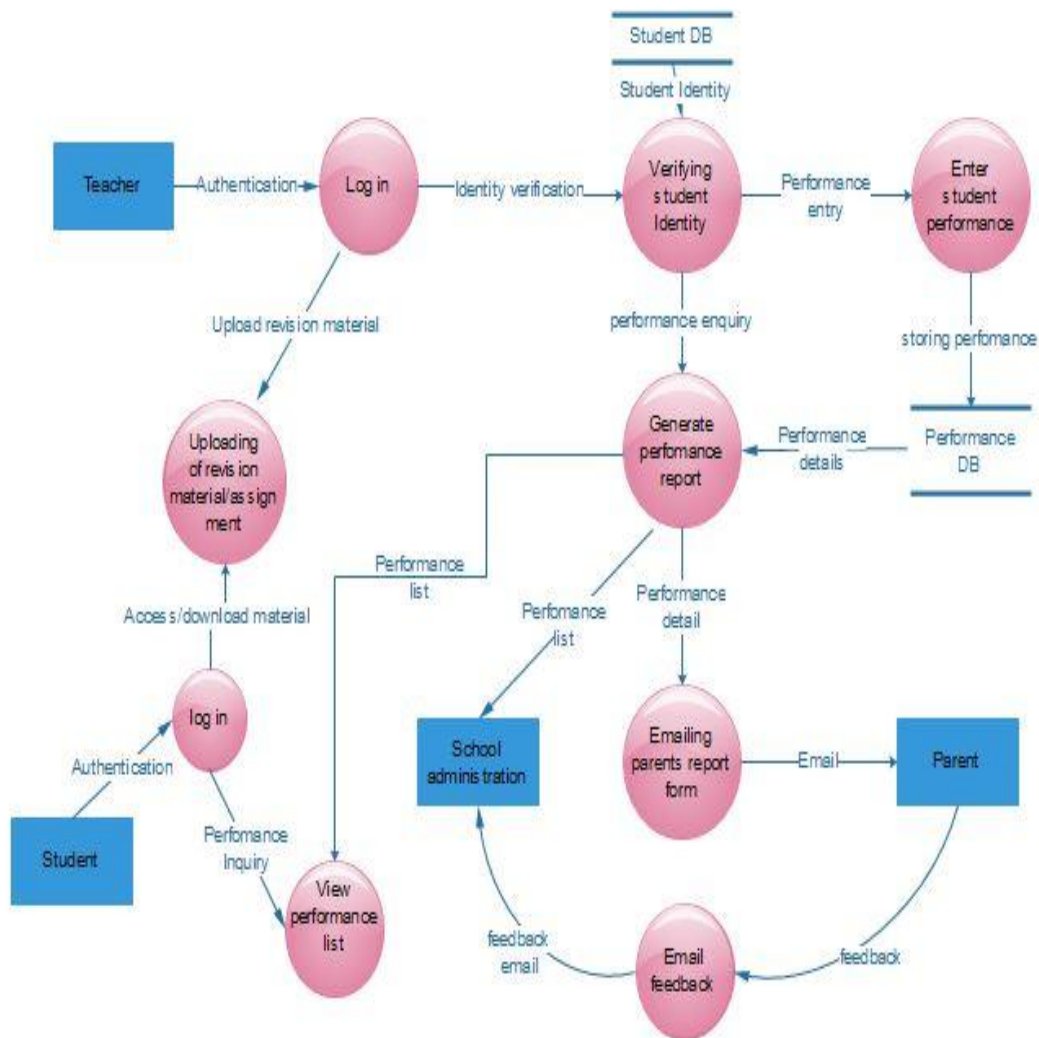 Student DB
Student Identity
Teacher
Authentication
Log in
Identity verification
Verifying
student
Identity
Performance
entry
Enter
student
performance
Upload revision material
performance enquiry
storing perfomance
Uploading
of revision
material/assign
ment
Generate
perfomance
report
Performance
details
Performance
DB
Performance
list
Access/download material
Perfomance
list
Performance
detail
log in
Authentication
School
administration
Emailing
parents report
form
Email
Parent
Student
Perfomance
Inquiry
View
performance
list
feedback
email
Email
feedback
feedback